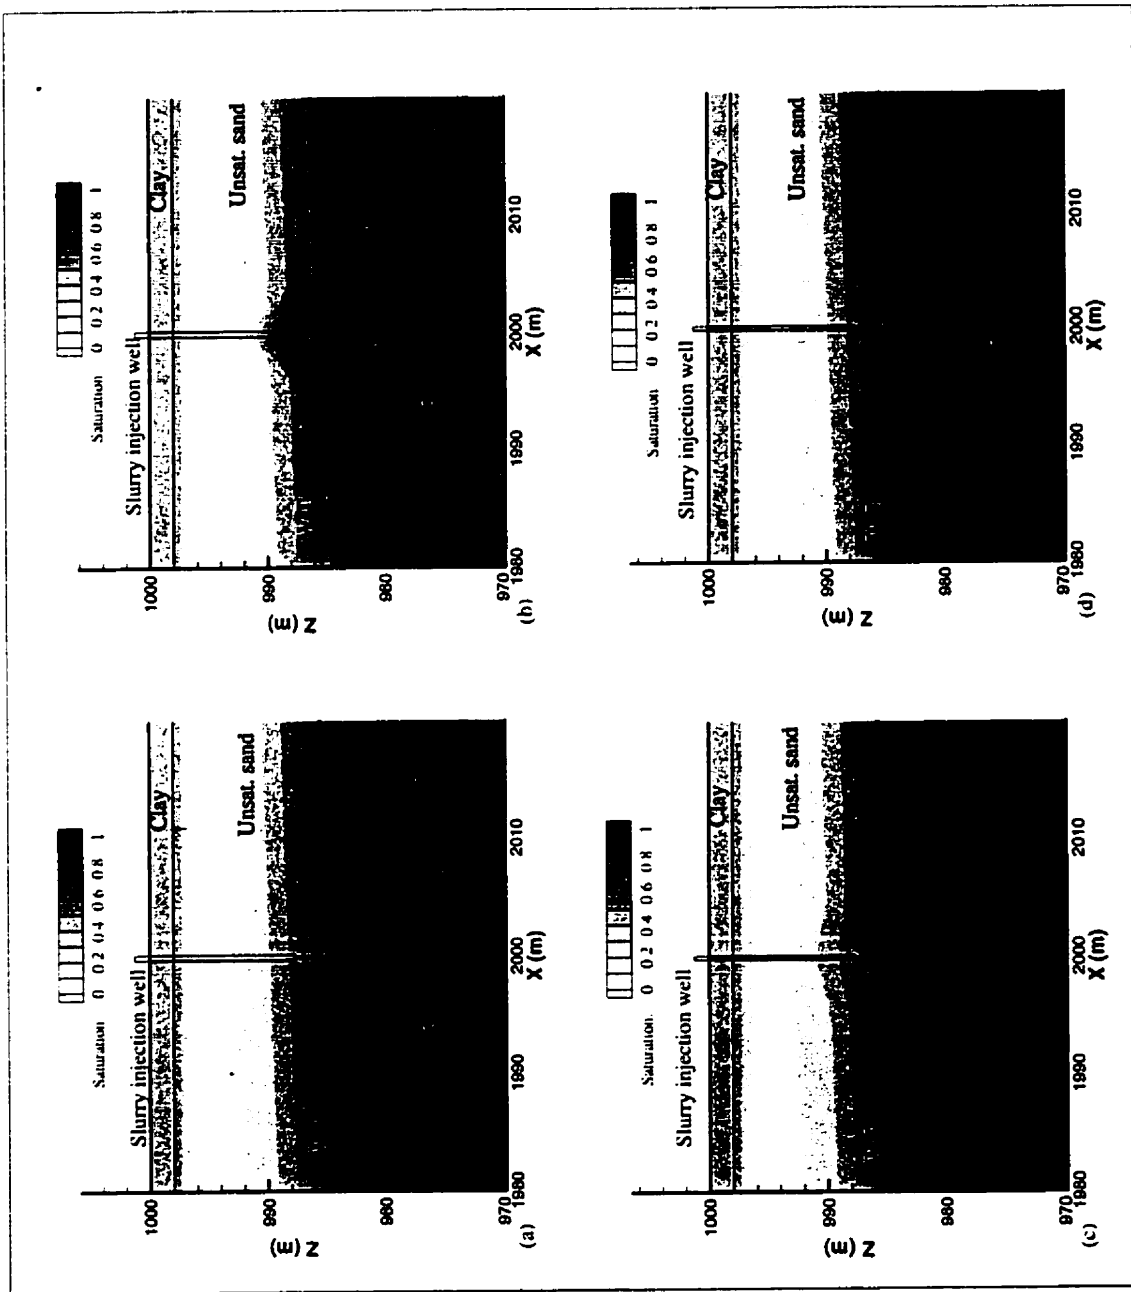 Saturation
0 0.2 0.4 0.6 0.8 1
Slurry injection well
Clay
Unsat. sand
1000
990
980
970
Z (m)
1980
1990
2000
2010
X (m)
(a)
Saturation
0 0.2 0.4 0.6 0.8 1
Slurry injection well
Clay
Unsat. sand
1000
990
980
970
Z (m)
1980
1990
2000
2010
X (m)
(b)
Saturation
0 0.2 0.4 0.6 0.8 1
Slurry injection well
Clay
Unsat. sand
1000
990
980
970
Z (m)
1980
1990
2000
2010
X (m)
(c)
Saturation
0 0.2 0.4 0.6 0.8 1
Slurry injection well
Clay
Unsat. sand
1000
990
980
970
Z (m)
1980
1990
2000
2010
X (m)
(d)